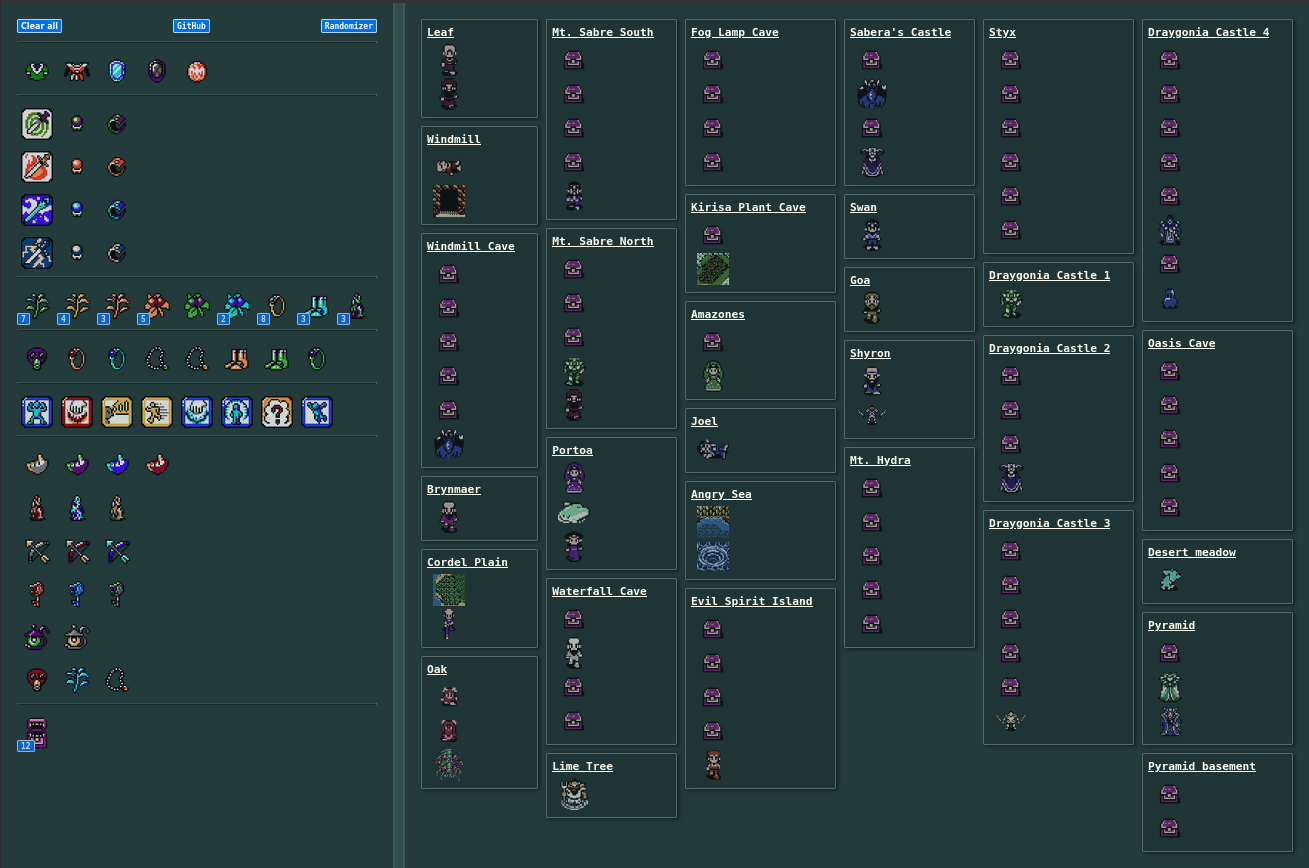 Clear all
GitHub
Randomizer
7
4
3
5
2
8
3
3
12
Leaf
Windmill
Windmill Cave
Brynmaer
Cordel Plain
Oak
Mt. Sabre South
Mt. Sabre North
Portoa
Waterfall Cave
Lime Tree
Fog Lamp Cave
Kirisa Plant Cave
Amazones
Joel
Angry Sea
Evil Spirit Island
Sabera's Castle
Swan
Goa
Shyron
Mt. Hydra
Styx
Draygonia Castle 1
Draygonia Castle 2
Draygonia Castle 3
Draygonia Castle 4
Oasis Cave
Desert meadow
Pyramid
Pyramid basement